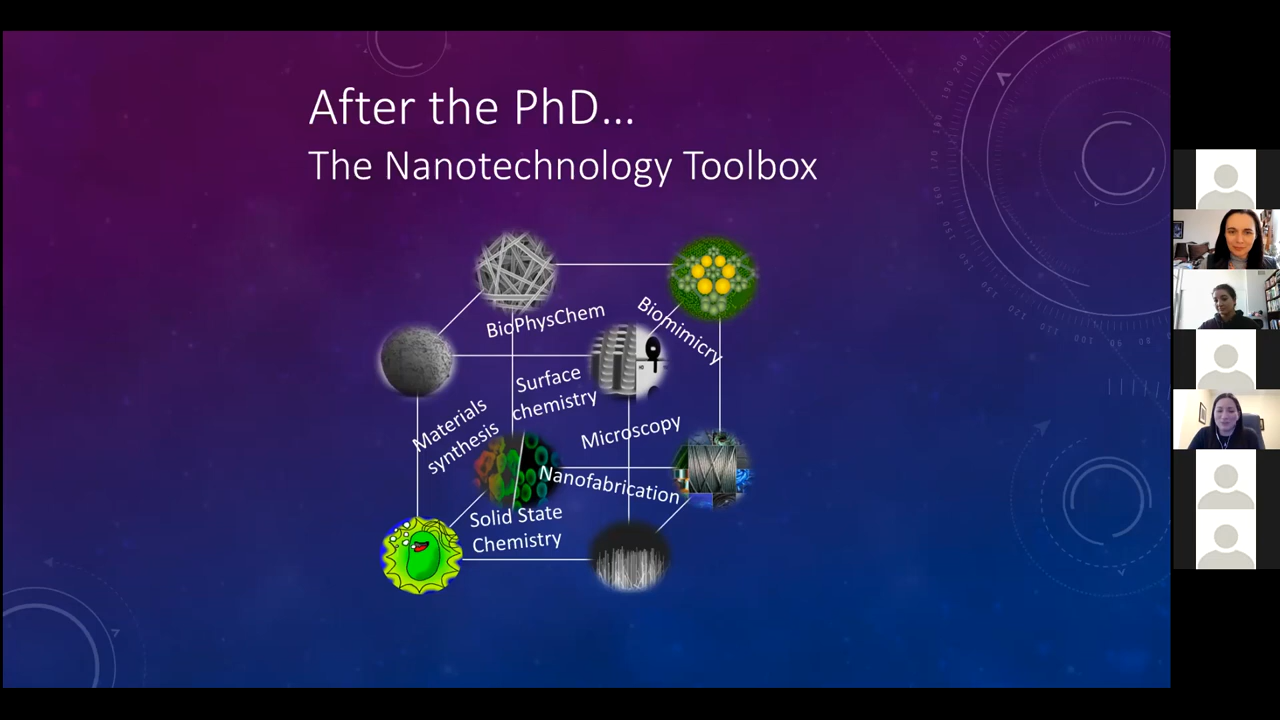 After the PhD...
The Nanotechnology Toolbox
BioPhysChem
Biomimicry
Surface
chemistry
Materials
synthesis
Microscopy
Nanofabrication
Solid State
Chemistry